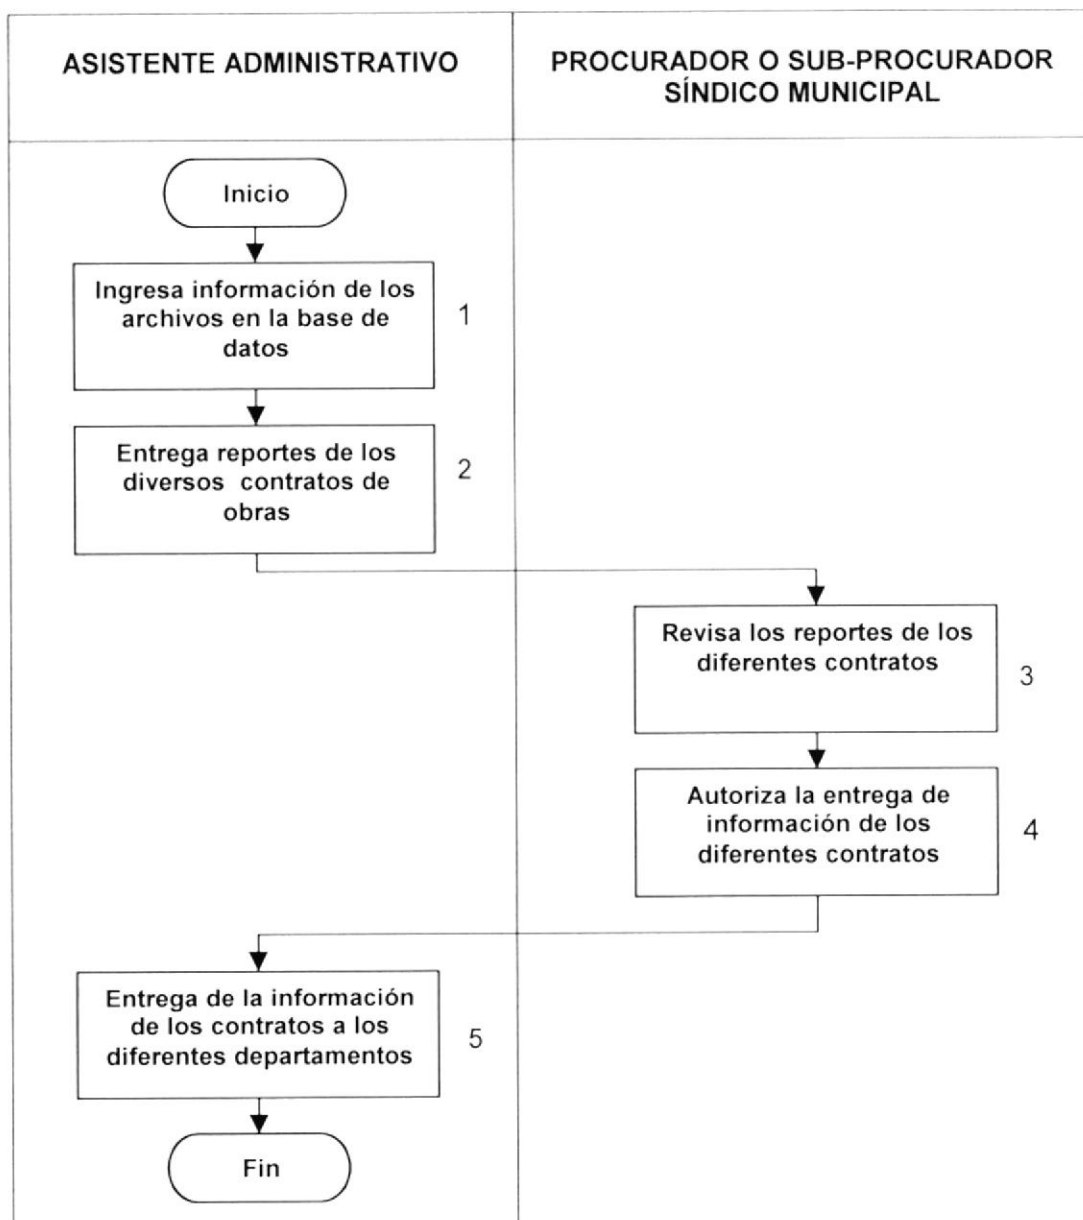 ASISTENTE ADMINISTRATIVO
PROCURADOR O SUB-PROCURADOR
SÍNDICO MUNICIPAL
Inicio
Ingresa información de los
archivos en la base de
datos
1
Entrega reportes de los
diversos contratos de
obras
2
Revisa los reportes de los
diferentes contratos
3
Autoriza la entrega de
información de los
diferentes contratos
4
Entrega de la información
de los contratos a los
diferentes departamentos
5
Fin